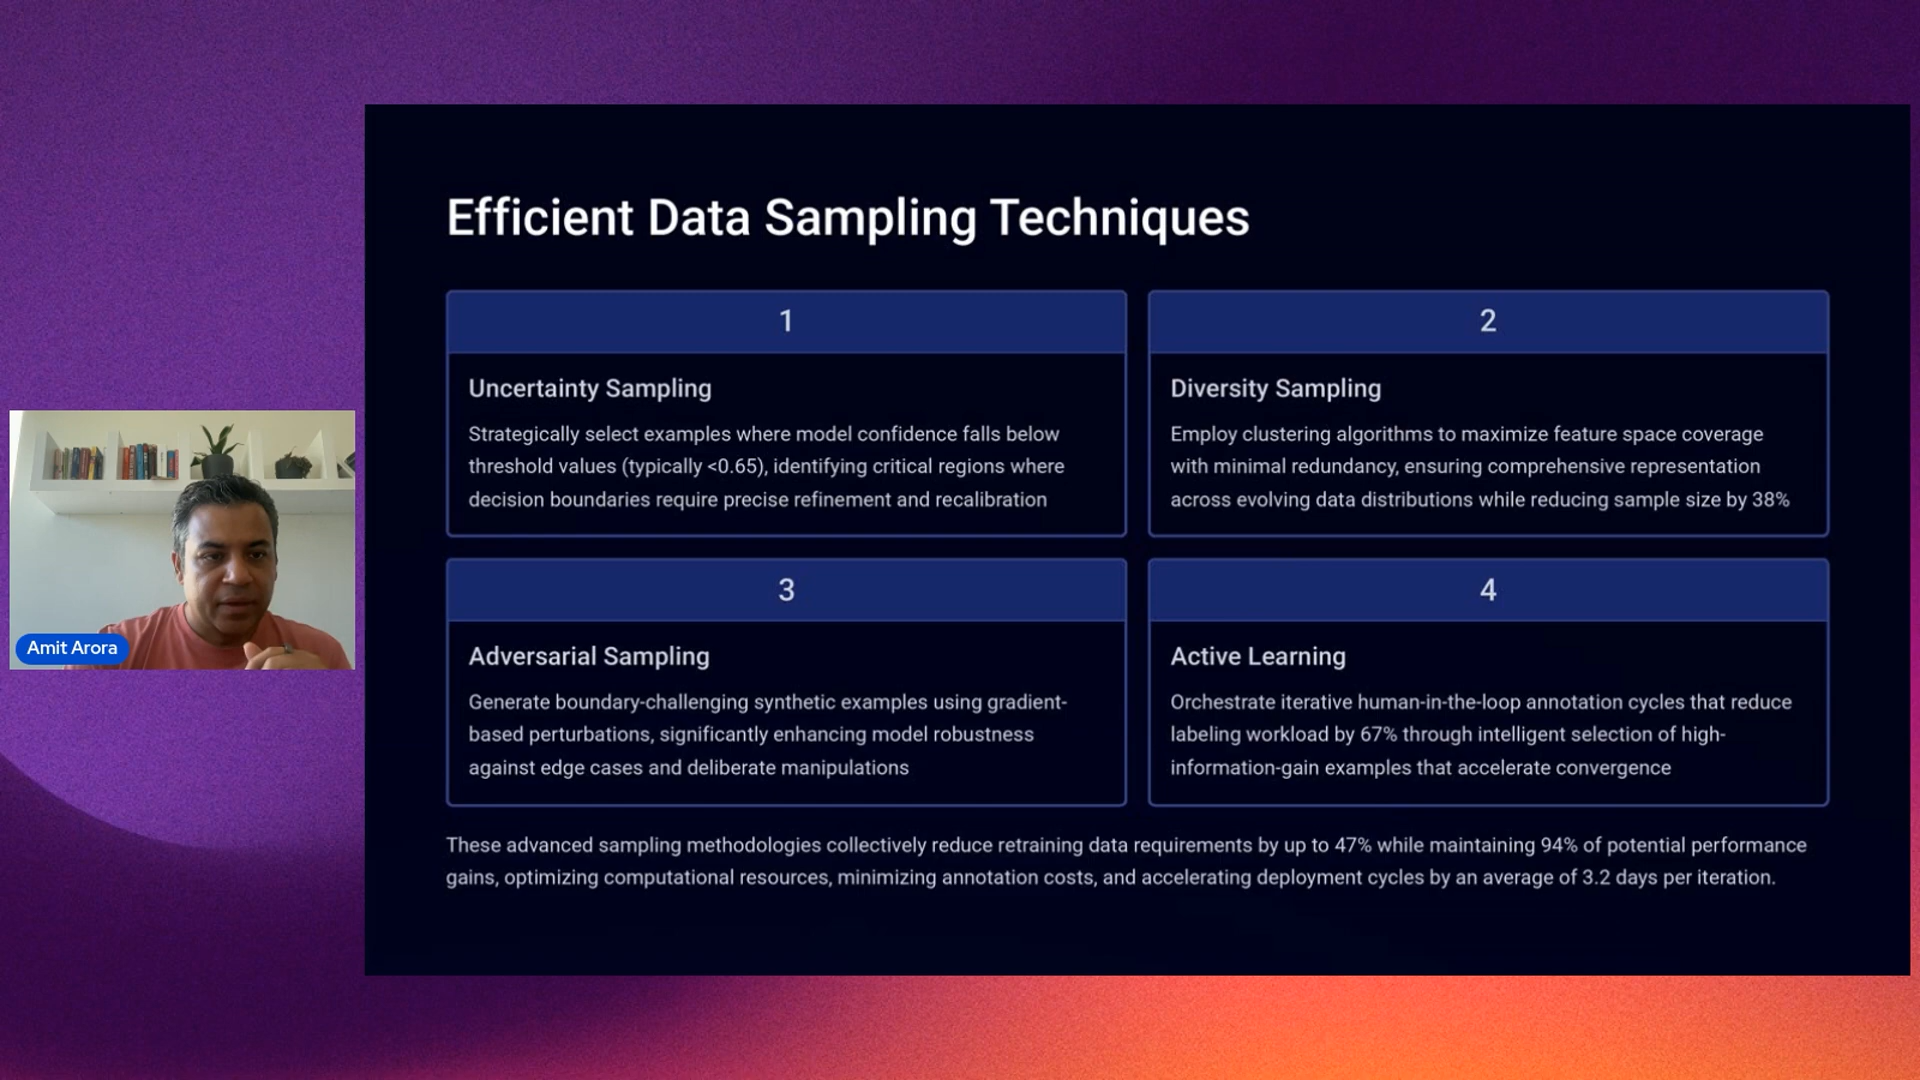 Efficient Data Sampling Techniques
1
Uncertainty Sampling
Strategically select examples where model confidence falls below
threshold values (typically <0.65), identifying critical regions where
decision boundaries require precise refinement and recalibration
2
Diversity Sampling
Employ clustering algorithms to maximize feature space coverage
with minimal redundancy, ensuring comprehensive representation
across evolving data distributions while reducing sample size by 38%
3
Adversarial Sampling
Generate boundary-challenging synthetic examples using gradient-
based perturbations, significantly enhancing model robustness
against edge cases and deliberate manipulations
4
Active Learning
Orchestrate iterative human-in-the-loop annotation cycles that reduce
labeling workload by 67% through intelligent selection of high-
information-gain examples that accelerate convergence
These advanced sampling methodologies collectively reduce retraining data requirements by up to 47% while maintaining 94% of potential performance
gains, optimizing computational resources, minimizing annotation costs, and accelerating deployment cycles by an average of 3.2 days per iteration.
Amit Arora